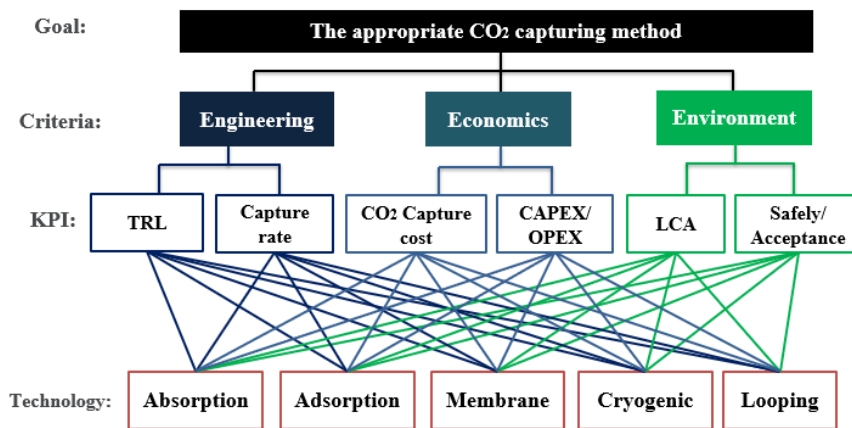 Goal:
The appropriate CO2 capturing method
Criteria:
Engineering
Economics
Environment
KPI:
TRL
Capture
rate
CO2 Capture
cost
CAPEX/
OPEX
LCA
Safely/
Acceptance
Technology:
Absorption
Adsorption
Membrane
Cryogenic
Looping